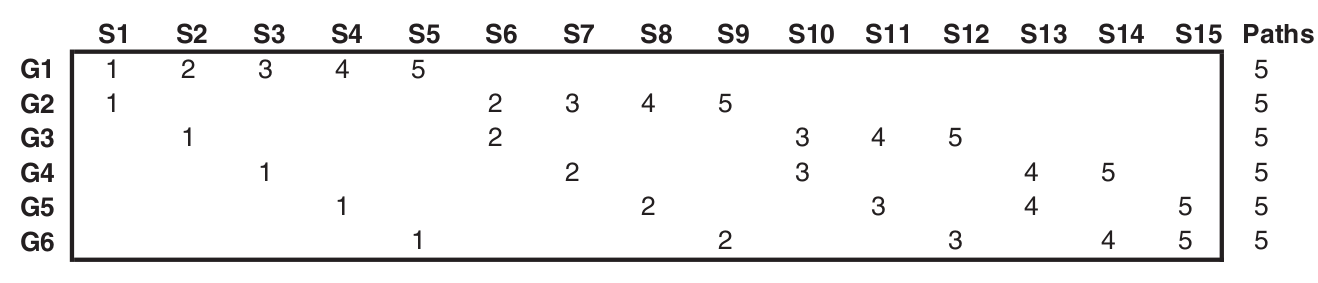 S1 S2 S3 S4 S5 S6 S7 S8 S9 S10 S11 S12 S13 S14 S15 Paths
G1 1 2 3 4 5 5
G2 1 2 3 4 5 5
G3 1 2 3 4 5 5
G4 1 2 3 4 5 5
G5 1 2 3 4 5 5
G6 1 2 3 4 5 5